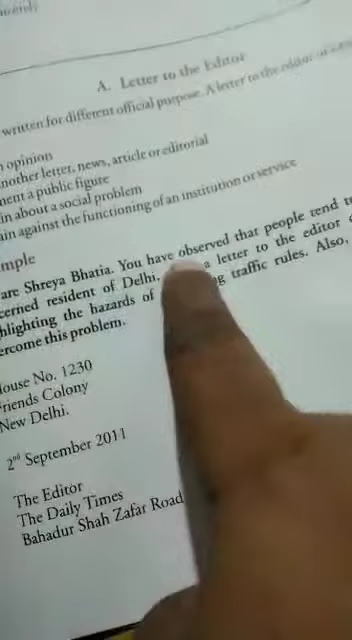 A. Letter to the Editor
written for different official purpose. A letter to the editor
opinion
nother letter, news, article or editorial
ment a public figure
in about a social problem
ain against the functioning of an institution or service
mple
are Shreya Bhatia. You have observed that people tend
cerned resident of Delhi, a letter to the editor
hlighting the hazards of g traffic rules. Also,
ercome this problem.
House No. 1230
Friends Colony
New Delhi.
2nd September 2011
The Editor
The Daily Times
Bahadur Shah Zafar Road